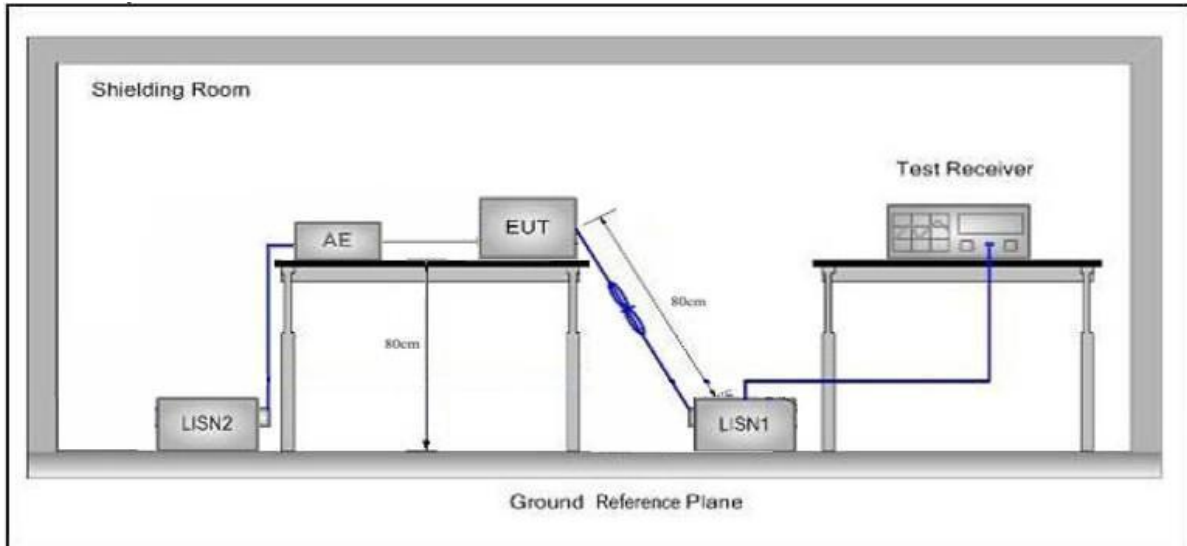 Shielding Room
Test Receiver
AE
EUT
80cm
80cm
LISN2
LISN1
Ground Reference Plane